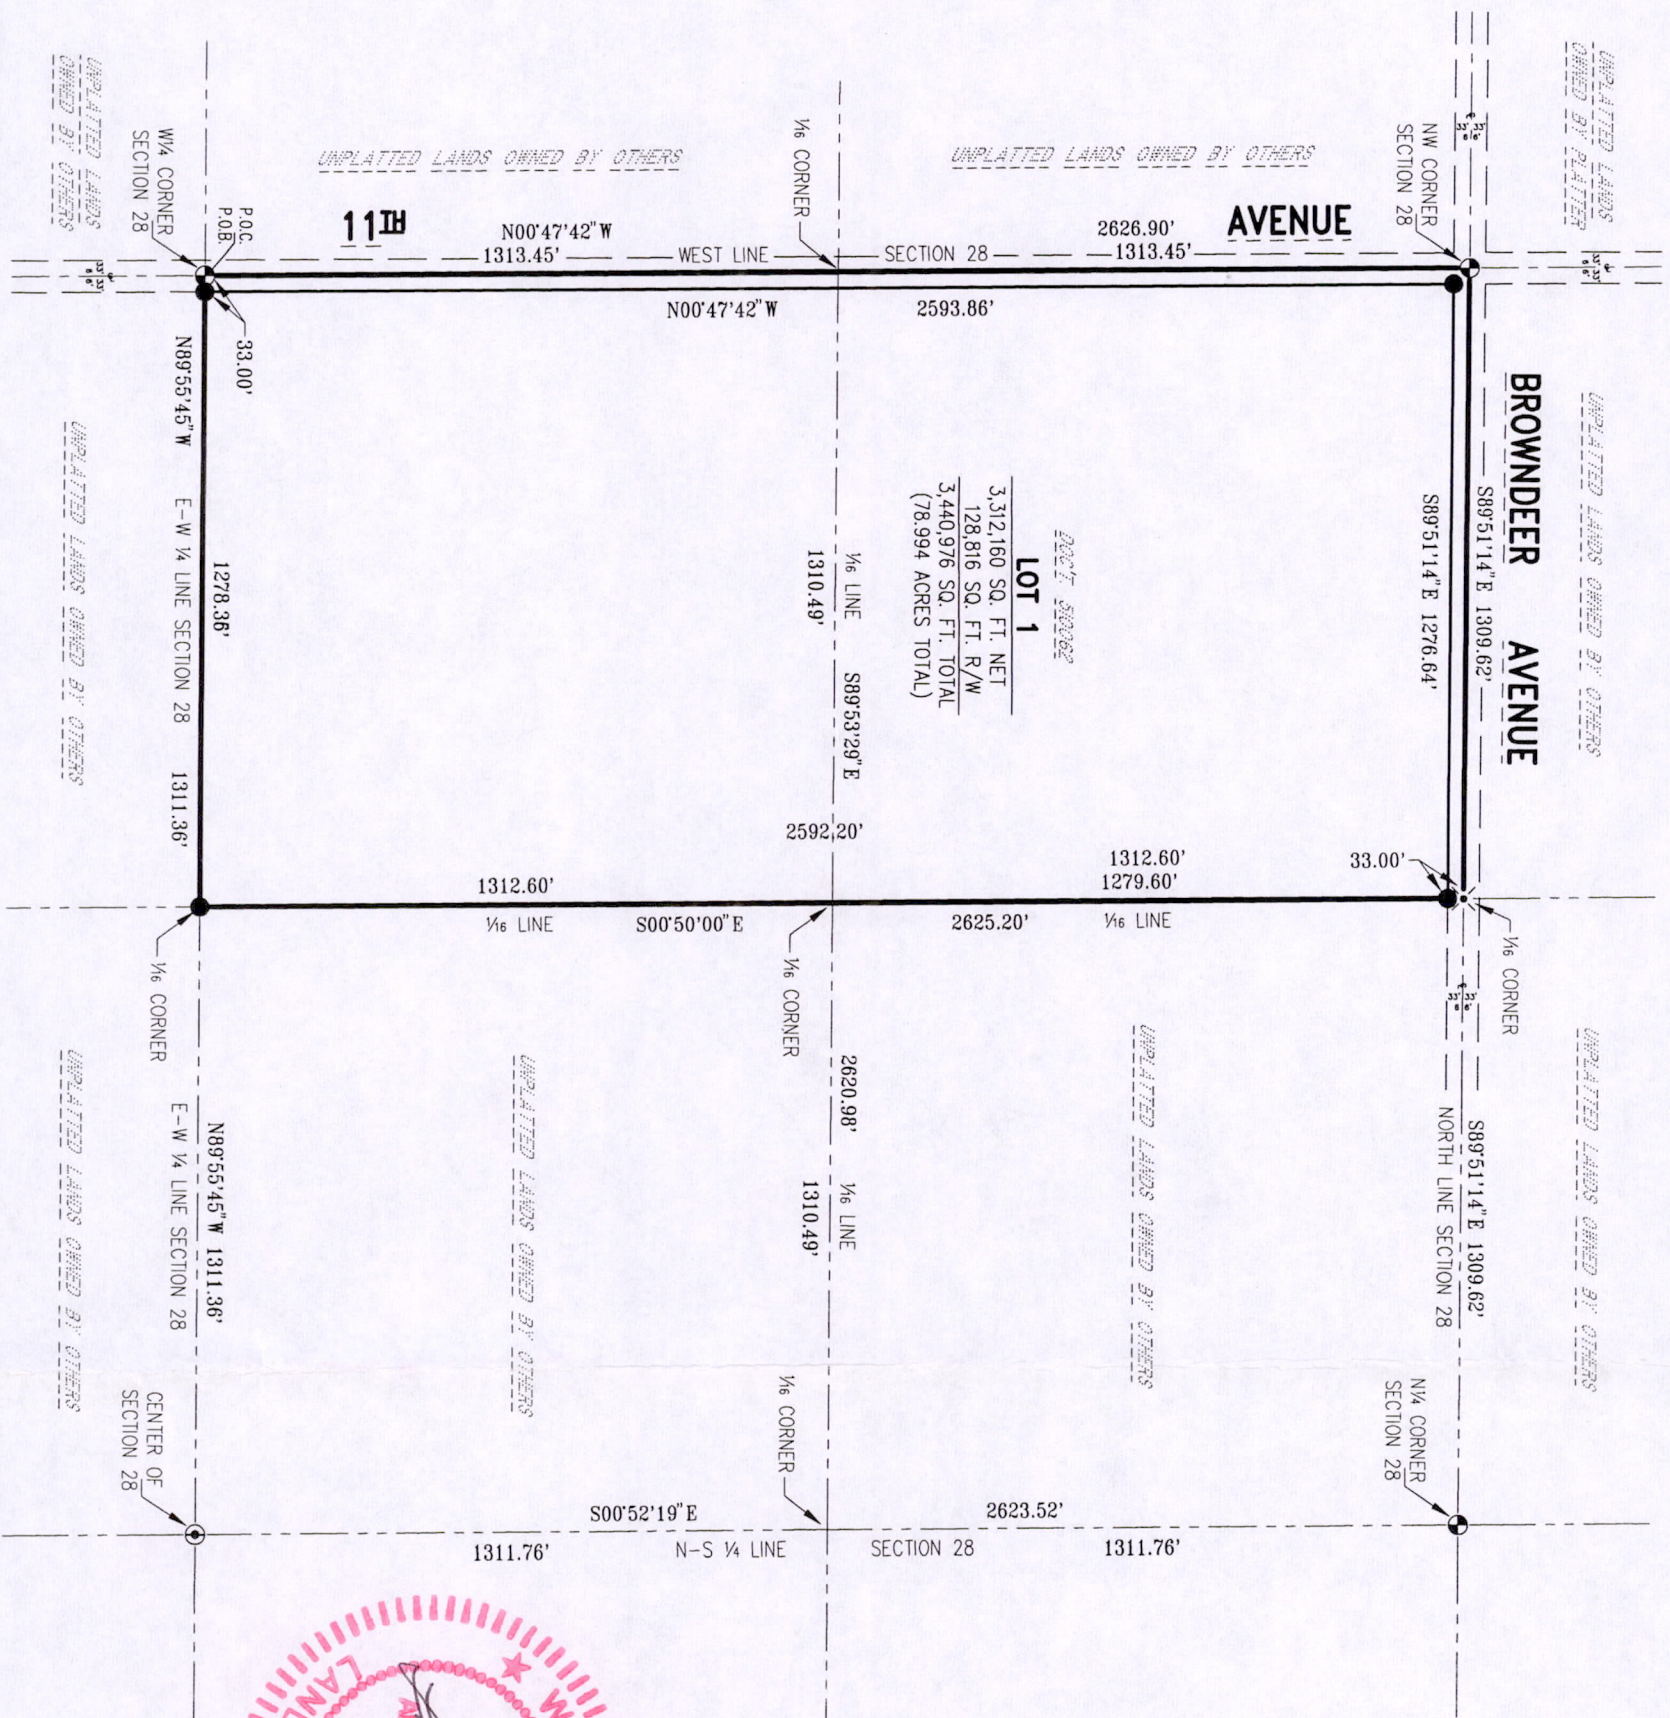 UNPLATTED LANDS
OWNED BY OTHERS
W¼ CORNER
SECTION 28
UNPLATTED LANDS OWNED BY OTHERS
1/16 CORNER
UNPLATTED LANDS OWNED BY OTHERS
NW CORNER
SECTION 28
33' 33'
UNPLATTED LANDS
OWNED BY PLATTER
P.O.C.
P.O.B.
11TH
AVENUE
N00°47'42"W
1313.45'
WEST LINE
SECTION 28
2626.90'
1313.45'
33' 33'
33' 33'
N00°47'42"W
2593.86'
33.00'
BROWNDEER AVENUE
S89°51'14"E 1309.62'
S89°51'14"E 1276.64'
UNPLATTED LANDS OWNED BY OTHERS
DOC'T
LOT 1
3,312,160 SQ. FT. NET
128,816 SQ. FT. R/W
3,440,976 SQ. FT. TOTAL
(78.994 ACRES TOTAL)
1/16 LINE S89°53'29"E
1310.49'
2592.20'
1278.36'
N89°55'45"W E-W ¼ LINE SECTION 28 1311.36'
UNPLATTED LANDS OWNED BY OTHERS
1312.60'
1/16 LINE
S00°50'00"E
1312.60'
1279.60'
2625.20'
1/16 LINE
33.00'
1/16 CORNER
1/16 CORNER
1/16 CORNER
33' 33'
UNPLATTED LANDS OWNED BY OTHERS
S89°51'14"E 1309.62'
NORTH LINE SECTION 28
UNPLATTED LANDS OWNED BY OTHERS
2620.98' 1/16 LINE
1310.49'
UNPLATTED LANDS OWNED BY OTHERS
N89°55'45"W 1311.36'
E-W ¼ LINE SECTION 28
UNPLATTED LANDS OWNED BY OTHERS
CENTER OF
SECTION 28
1/16 CORNER
N¼ CORNER
SECTION 28
S00°52'19"E
2623.52'
1311.76'
N-S ¼ LINE
SECTION 28
1311.76'